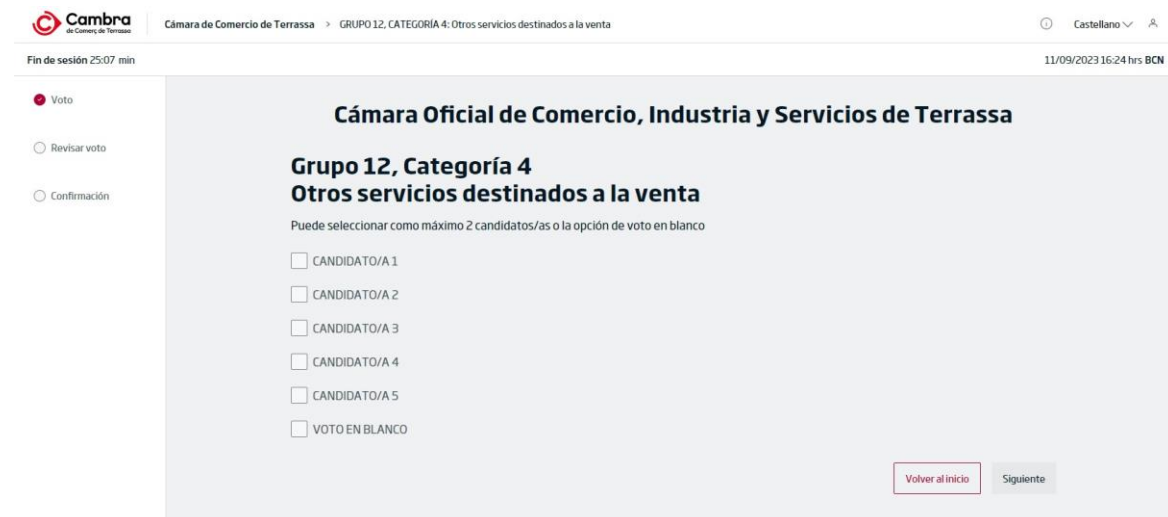 Cambra
de Comerç de Terrassa
Cámara de Comercio de Terrassa > GRUPO 12, CATEGORÍA 4: Otros servicios destinados a la venta
Castellano
Fin de sesión 25:07 min
11/09/2023 16:24 hrs BCN
Voto
Revisar voto
Confirmación
Cámara Oficial de Comercio, Industria y Servicios de Terrassa
Grupo 12, Categoría 4
Otros servicios destinados a la venta
Puede seleccionar como máximo 2 candidatos/as o la opción de voto en blanco
CANDIDATO/A 1
CANDIDATO/A 2
CANDIDATO/A 3
CANDIDATO/A 4
CANDIDATO/A 5
VOTO EN BLANCO
Volver al inicio
Siguiente